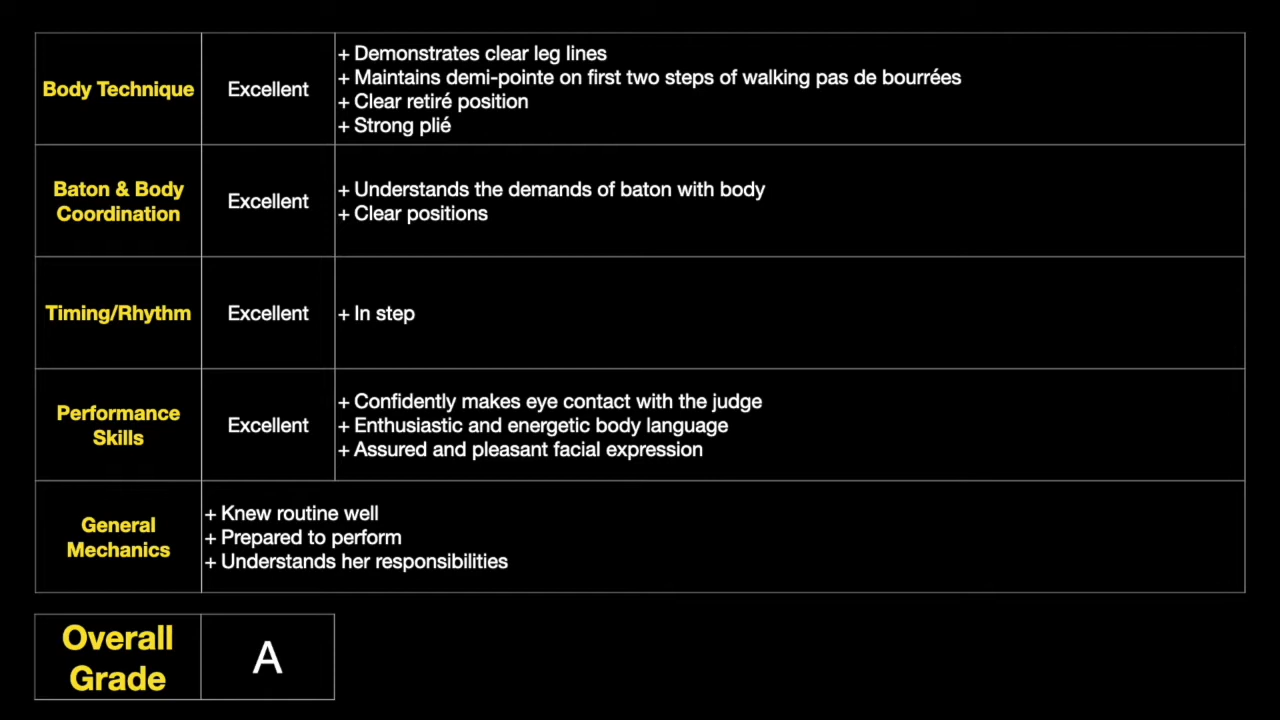 Body Technique
Excellent
+ Demonstrates clear leg lines
+ Maintains demi-pointe on first two steps of walking pas de bourrées
+ Clear retiré position
+ Strong plié
Baton & Body
Coordination
Excellent
+ Understands the demands of baton with body
+ Clear positions
Timing/Rhythm
Excellent
+ In step
Performance
Skills
Excellent
+ Confidently makes eye contact with the judge
+ Enthusiastic and energetic body language
+ Assured and pleasant facial expression
General
Mechanics
+ Knew routine well
+ Prepared to perform
+ Understands her responsibilities
Overall
Grade
A